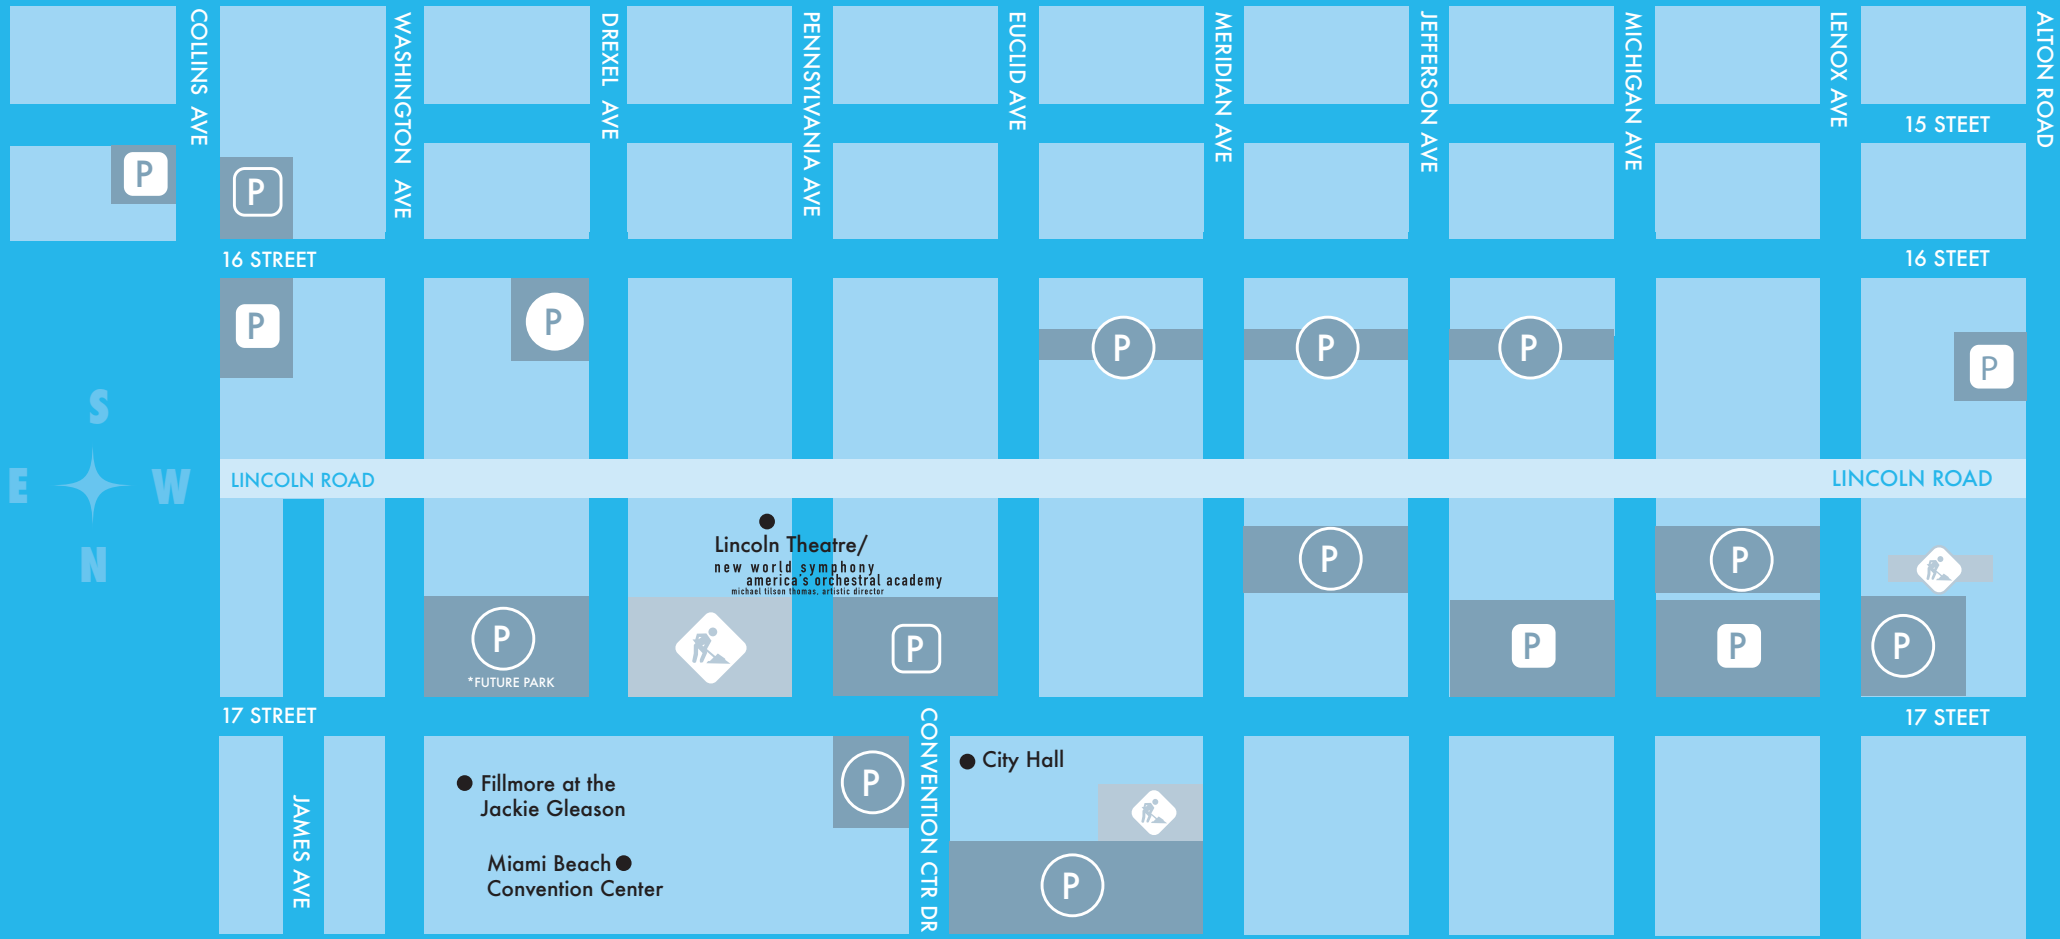 COLLINS AVE
WASHINGTON AVE
DREXEL AVE
PENNSYLVANIA AVE
EUCLID AVE
MERIDIAN AVE
JEFFERSON AVE
MICHIGAN AVE
LENOX AVE
ALTON ROAD
15 STEET
P
P
16 STREET
16 STEET
P
P
P
P
P
P
S
E
W
N
LINCOLN ROAD
LINCOLN ROAD
Lincoln Theatre/
new world symphony
america's orchestral academy
michael tilson thomas, artistic director
P
P
P
*FUTURE PARK
P
P
P
P
17 STREET
17 STEET
CONVENTION CTR DR
JAMES AVE
Fillmore at the
Jackie Gleason
Miami Beach
Convention Center
P
City Hall
P